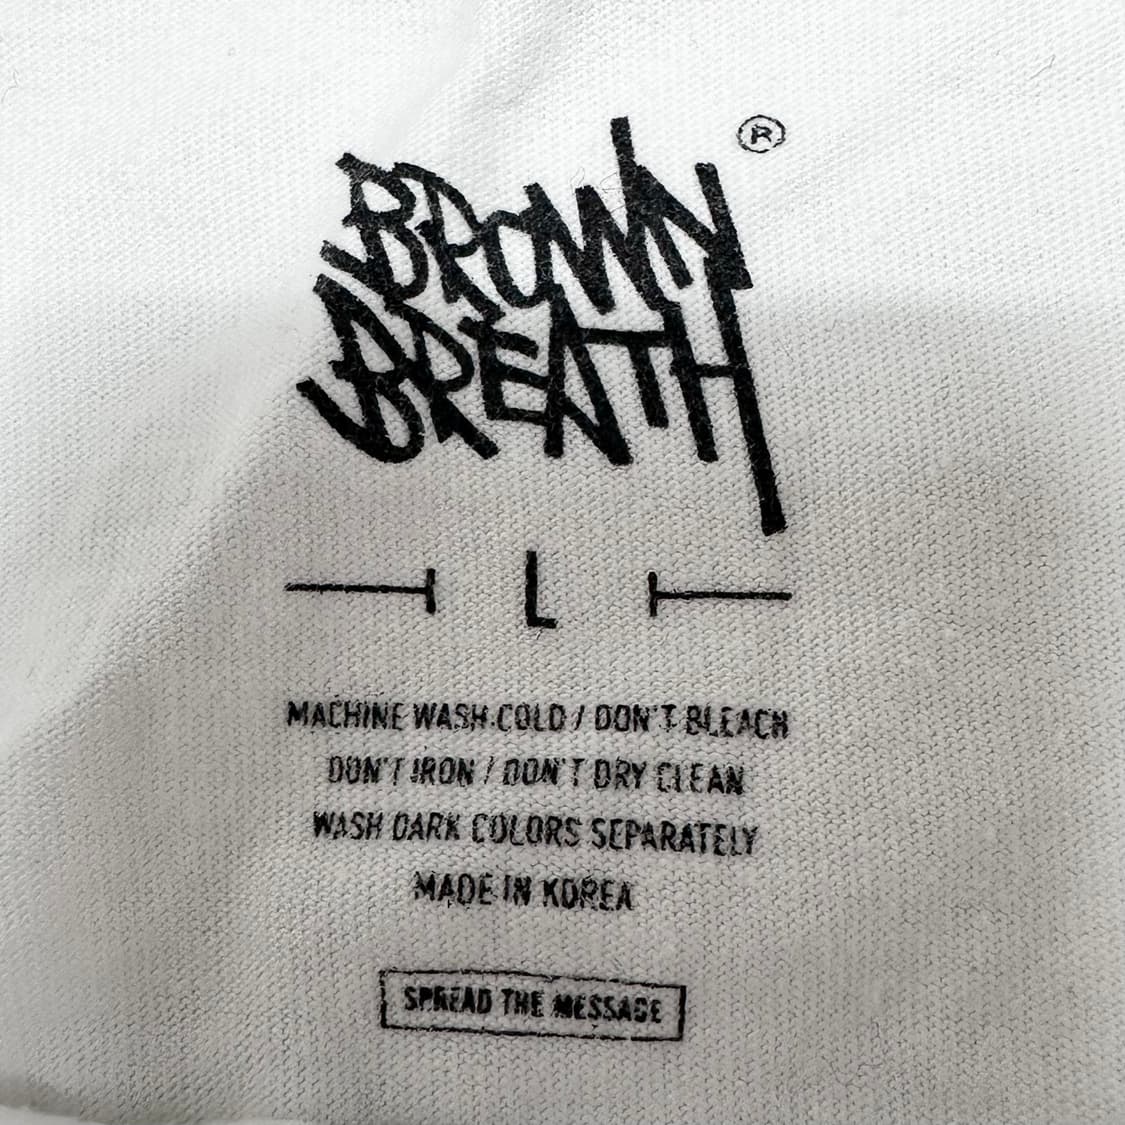 BROWN ®
BREATH
L
MACHINE WASH COLD / DON'T BLEACH
DON'T IRON / DON'T DRY CLEAN
WASH DARK COLORS SEPARATELY
MADE IN KOREA
SPREAD THE MESSAGE